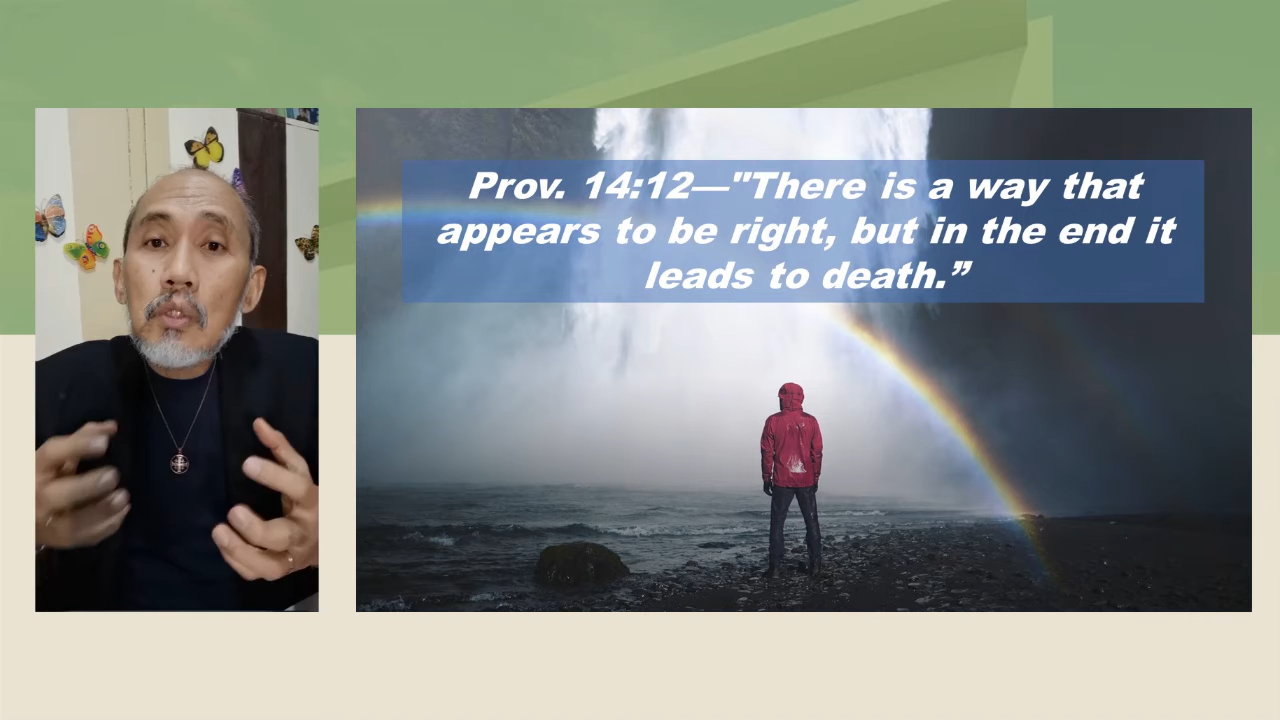 Prov. 14:12—"There is a way that
appears to be right, but in the end it
leads to death.”